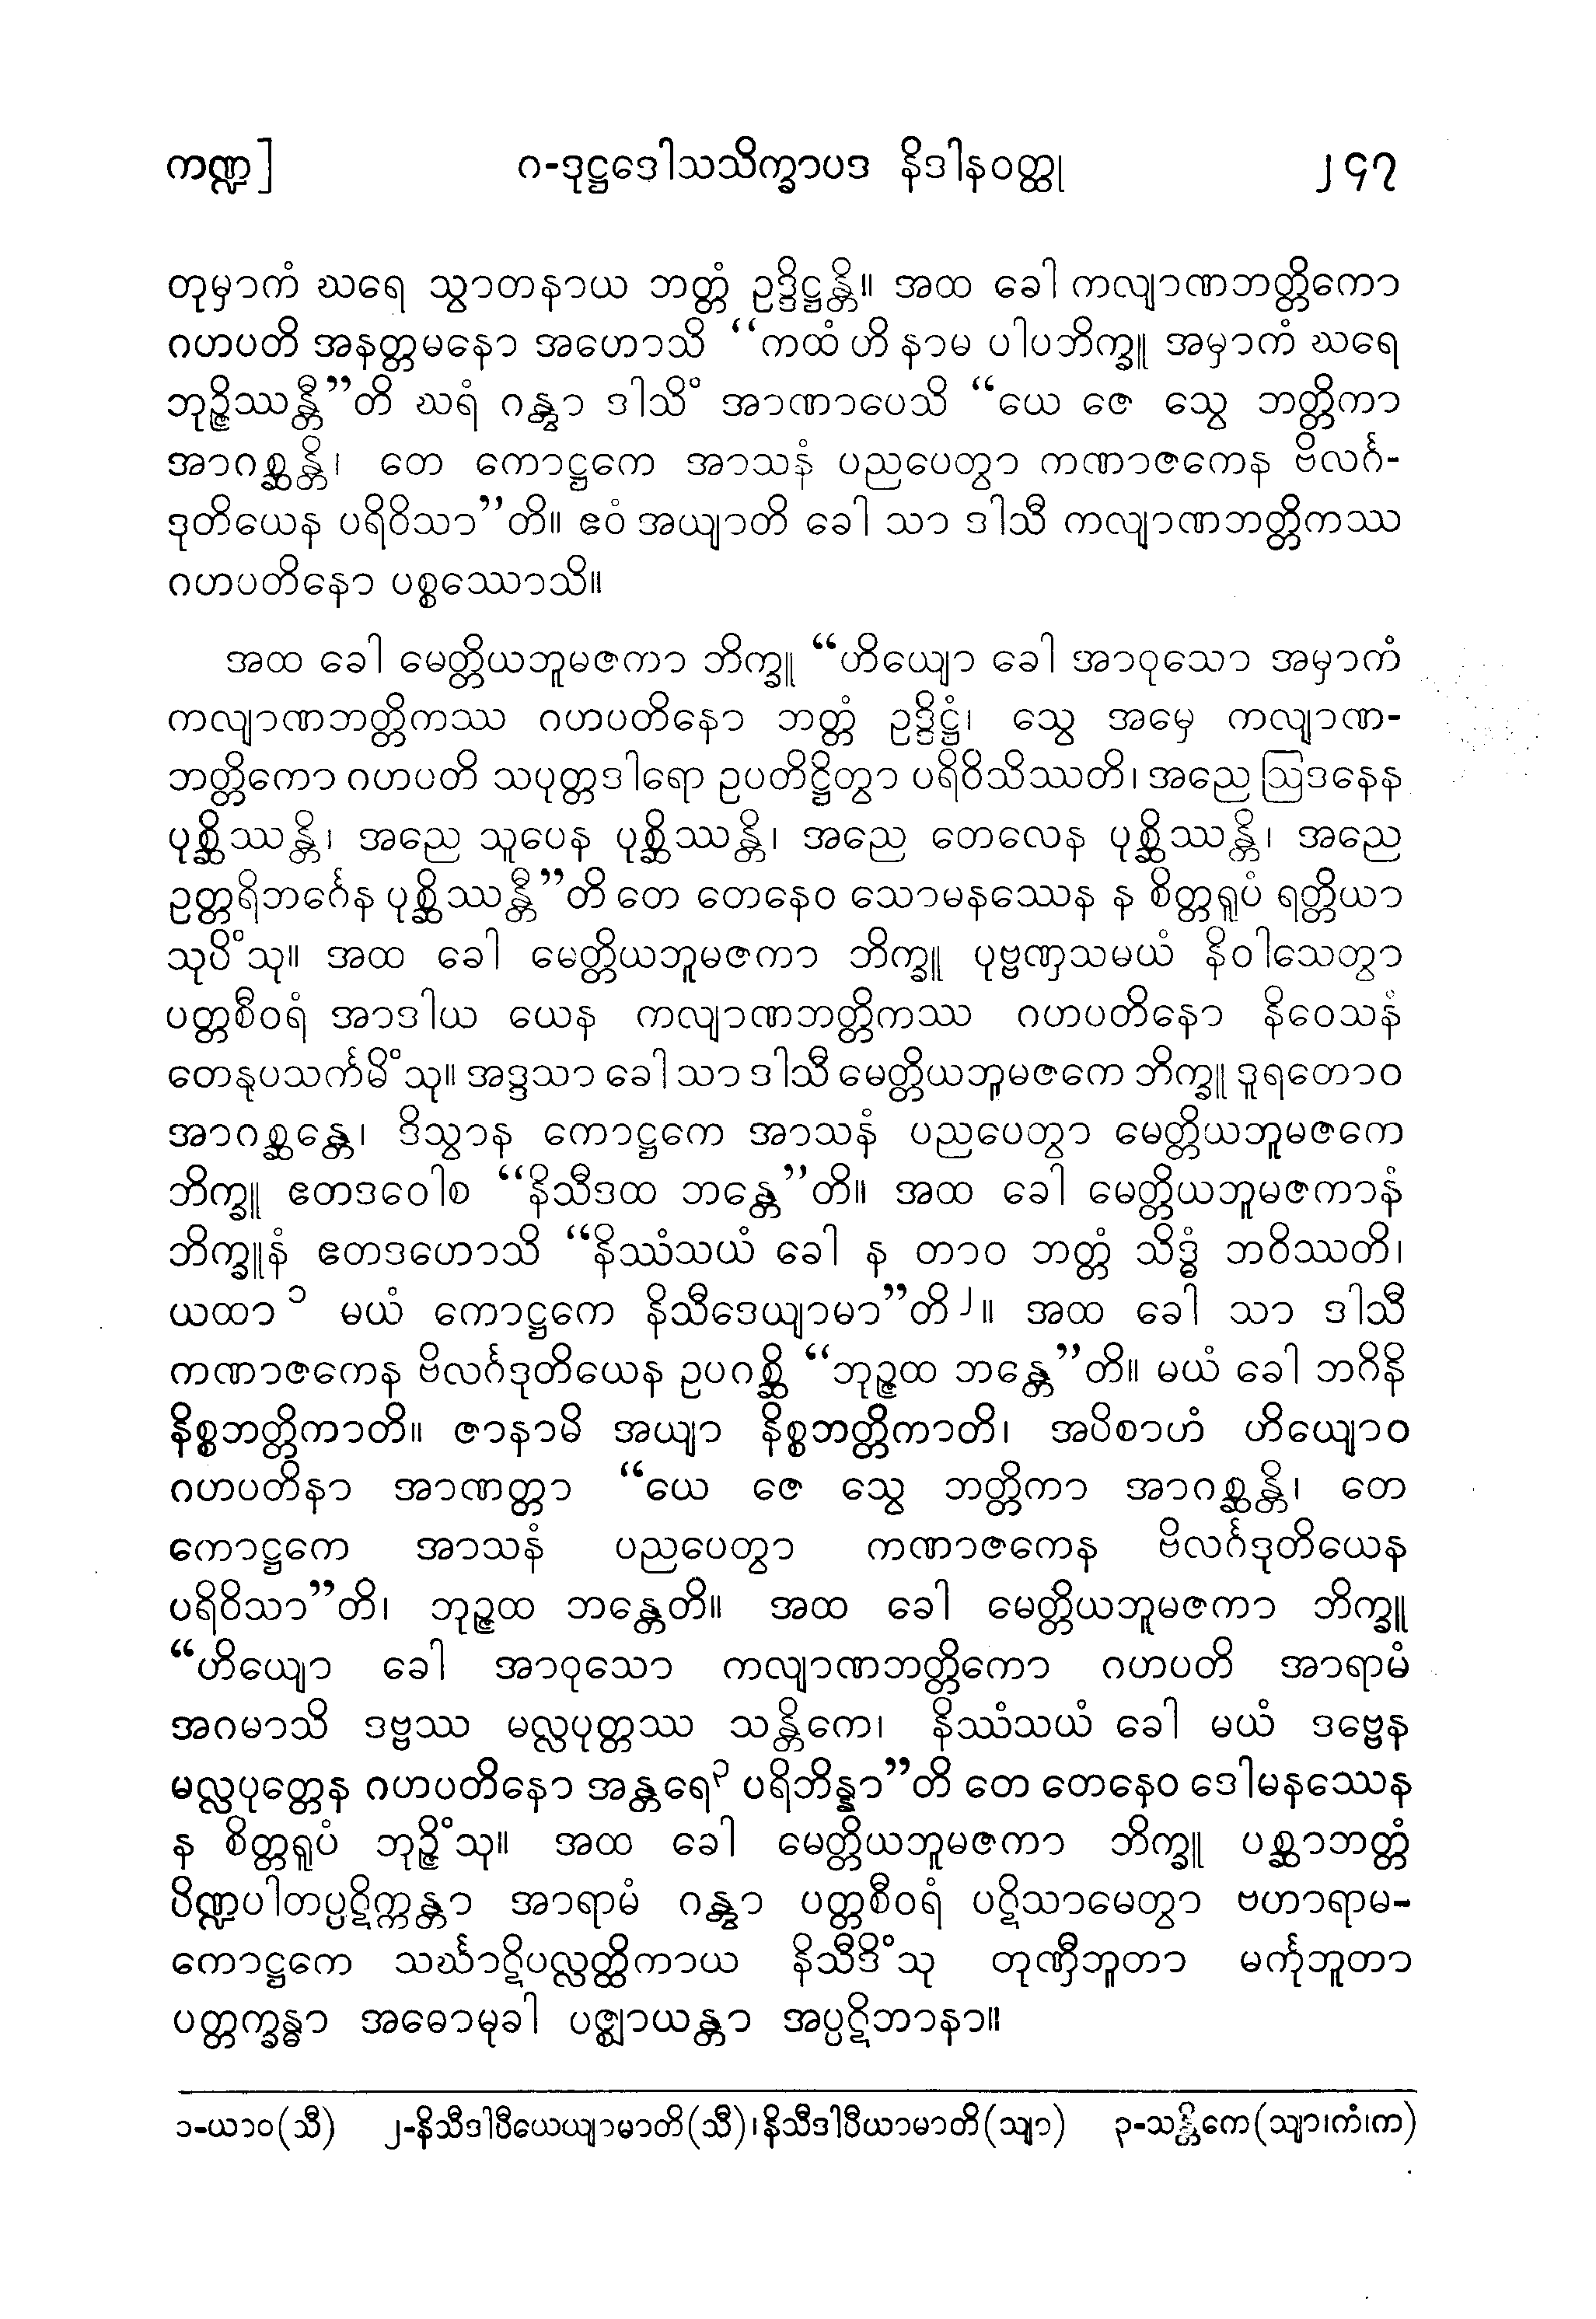 ကဏ္ဍ] ဂ-ဒုဋ္ဌဒေါသသိက္ခာပဒ နိဒါနဝတ္ထု ၂၄၇
တုမှာကံ ဃရေ သွာတနာယ ဘတ္တံ ဥဒ္ဒိဋ္ဌန္တိ။ အထ ခေါ ကလျာဏဘတ္တိကော
ဂဟပတိ အနတ္တမနော အဟောသိ “ကထံ ဟိ နာမ ပါပဘိက္ခူ အမှာကံ ဃရေ
ဘုဉ္ဇိဿန္တီ”တိ ဃရံ ဂန္တွာ ဒါသိံ အာဏာပေသိ “ယေ ဇေ သွေ ဘတ္တိကာ
အာဂစ္ဆန္တိ၊ တေ ကောဋ္ဌကေ အာသနံ ပညပေတွာ ကဏာဇကေန ဗိလင်္ဂ-
ဒုတိယေန ပရိဝိသာ”တိ။ ဧဝံ အယျာတိ ခေါ သာ ဒါသီ ကလျာဏဘတ္တိကဿ
ဂဟပတိနော ပစ္စဿောသိ။
အထ ခေါ မေတ္တိယဘူမဇကာ ဘိက္ခူ “ဟိယျော ခေါ အာဝုသော အမှာကံ
ကလျာဏဘတ္တိကဿ ဂဟပတိနော ဘတ္တံ ဥဒ္ဒိဋ္ဌံ၊ သွေ အမှေ ကလျာဏ-
ဘတ္တိကော ဂဟပတိ သပုတ္တဒါရော ဥပတိဋ္ဌိတွာ ပရိဝိသိဿတိ၊ အညေ ဩဒနေန
ပုစ္ဆိဿန္တိ၊ အညေ သူပေန ပုစ္ဆိဿန္တိ၊ အညေ တေလေန ပုစ္ဆိဿန္တိ၊ အညေ
ဥတ္တရိဘင်္ဂေန ပုစ္ဆိဿန္တီ”တိ တေ တေနေဝ သောမနဿေန န စိတ္တရူပံ ရတ္တိယာ
သုပိံသု။ အထ ခေါ မေတ္တိယဘူမဇကာ ဘိက္ခူ ပုဗ္ဗဏှသမယံ နိဝါသေတွာ
ပတ္တစီဝရံ အာဒါယ ယေန ကလျာဏဘတ္တိကဿ ဂဟပတိနော နိဝေသနံ
တေနုပသင်္ကမိံသု။ အဒ္ဒသာ ခေါ သာ ဒါသီ မေတ္တိယဘူမဇကေ ဘိက္ခူ ဒူရတောဝ
အာဂစ္ဆန္တေ၊ ဒိသွာန ကောဋ္ဌကေ အာသနံ ပညပေတွာ မေတ္တိယဘူမဇကေ
ဘိက္ခူ ဧတဒဝေါစ “နိသီဒထ ဘန္တေ”တိ။ အထ ခေါ မေတ္တိယဘူမဇကာနံ
ဘိက္ခူနံ ဧတဒဟောသိ “နိဿံသယံ ခေါ န တာဝ ဘတ္တံ သိဒ္ဓံ ဘဝိဿတိ၊
ယထာ၁ မယံ ကောဋ္ဌကေ နိသီဒေယျာမာ”တိ၂။ အထ ခေါ သာ ဒါသီ
ကဏာဇကေန ဗိလင်္ဂဒုတိယေန ဥပဂစ္ဆိ “ဘုဉ္ဇထ ဘန္တေ”တိ။ မယံ ခေါ ဘဂိနိ
နိစ္စဘတ္တိကာတိ။ ဇာနာမိ အယျာ နိစ္စဘတ္တိကာတိ၊ အပိစာဟံ ဟိယျောဝ
ဂဟပတိနာ အာဏတ္တာ “ယေ ဇေ သွေ ဘတ္တိကာ အာဂစ္ဆန္တိ၊ တေ
ကောဋ္ဌကေ အာသနံ ပညပေတွာ ကဏာဇကေန ဗိလင်္ဂဒုတိယေန
ပရိဝိသာ”တိ၊ ဘုဉ္ဇထ ဘန္တေတိ။ အထ ခေါ မေတ္တိယဘူမဇကာ ဘိက္ခူ
“ဟိယျော ခေါ အာဝုသော ကလျာဏဘတ္တိကော ဂဟပတိ အာရာမံ
အဂမာသိ ဒဗ္ဗဿ မလ္လပုတ္တဿ သန္တိကေ၊ နိဿံသယံ ခေါ မယံ ဒဗ္ဗေန
မလ္လပုတ္တေန ဂဟပတိနော အန္တရေ၃ ပရိဘိန္နာ”တိ တေ တေနေဝ ဒေါမနဿေန
န စိတ္တရူပံ ဘုဉ္ဇိံသု။ အထ ခေါ မေတ္တိယဘူမဇကာ ဘိက္ခူ ပစ္ဆာဘတ္တံ
ပိဏ္ဍပါတပ္ပဋိက္ကန္တာ အာရာမံ ဂန္တွာ ပတ္တစီဝရံ ပဋိသာမေတွာ ဗဟာရာမ-
ကောဋ္ဌကေ သင်္ဃာဋိပလ္လတ္ထိကာယ နိသီဒိံသု တုဏှီဘူတာ မင်္ကုဘူတာ
ပတ္တက္ခန္ဓာ အဓောမုခါ ပဇ္ဈာယန္တာ အပ္ပဋိဘာနာ။
၁-ယာဝ(သီ) ၂-နိသီဒါပီယေယျာမာတိ(သီ)၊နိသီဒါပီယာမာတိ(သျာ) ၃-သန္တိကေ(သျာ၊ကံ၊က)